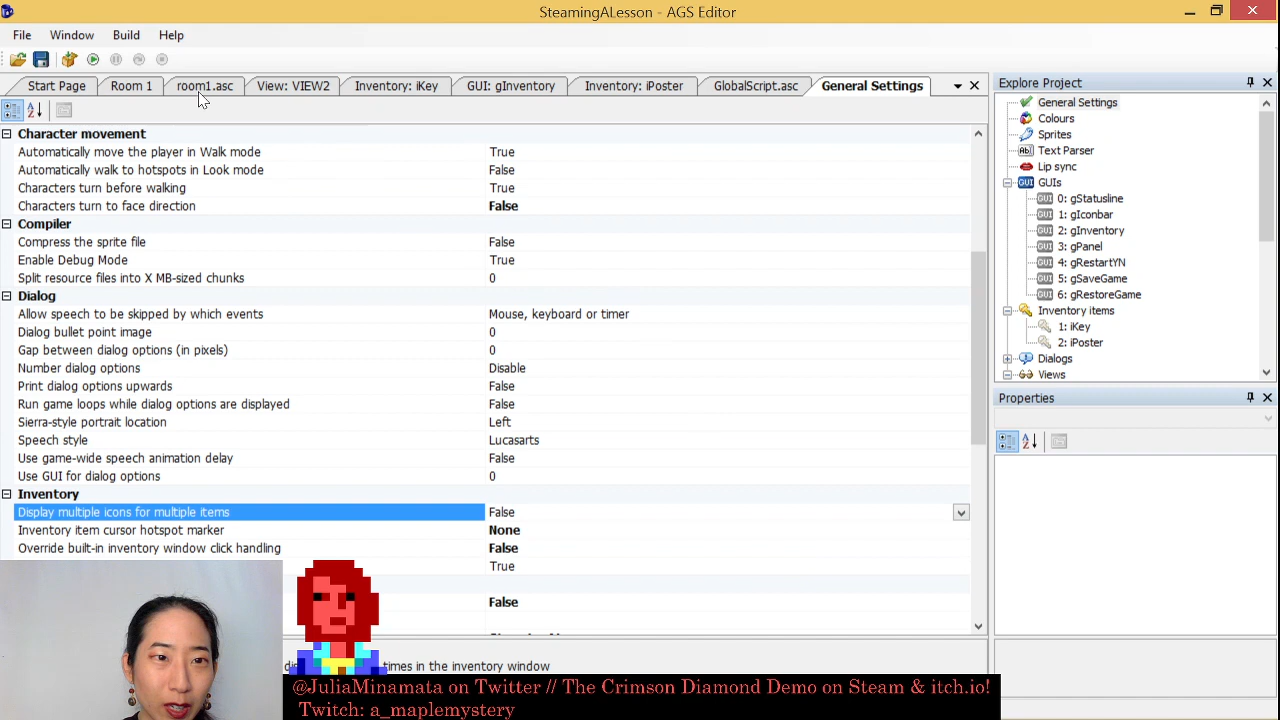 SteamingALesson - AGS Editor
File Window Build Help
Start Page Room 1 room1.asc View: VIEW2 Inventory: iKey GUI: gInventory Inventory: iPoster GlobalScript.asc General Settings
Character movement
Automatically move the player in Walk mode True
Automatically walk to hotspots in Look mode False
Characters turn before walking True
Characters turn to face direction False
Compiler
Compress the sprite file False
Enable Debug Mode True
Split resource files into X MB-sized chunks 0
Dialog
Allow speech to be skipped by which events Mouse, keyboard or timer
Dialog bullet point image 0
Gap between dialog options (in pixels) 0
Number dialog options Disable
Print dialog options upwards False
Run game loops while dialog options are displayed False
Sierra-style portrait location Left
Speech style Lucasarts
Use game-wide speech animation delay False
Use GUI for dialog options 0
Inventory
Display multiple icons for multiple items False
Inventory item cursor hotspot marker None
Override built-in inventory window click handling False
True
False
times in the inventory window
Explore Project
General Settings
Colours
Sprites
Abl Text Parser
Lip sync
GUI GUIs
GUI 0: gStatusline
GUI 1: gIconbar
GUI 2: gInventory
GUI 3: gPanel
GUI 4: gRestartYN
GUI 5: gSaveGame
GUI 6: gRestoreGame
Inventory items
1: iKey
2: iPoster
Dialogs
Views
Properties
@JuliaMinamata on Twitter // The Crimson Diamond Demo on Steam & itch.io!
Twitch: a_maplemystery